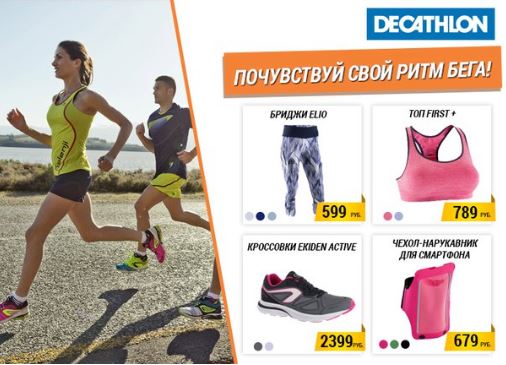 DECATHLON
ПОЧУВСТВУЙ СВОЙ РИТМ БЕГА!
БРИДЖИ ELIO
599 РУБ.
ТОП FIRST +
789 РУБ.
КРОССОВКИ EKIDEN ACTIVE
2399 РУБ.
ЧЕХОЛ-НАРУКАВНИК
ДЛЯ СМАРТФОНА
679 РУБ.
kalenji